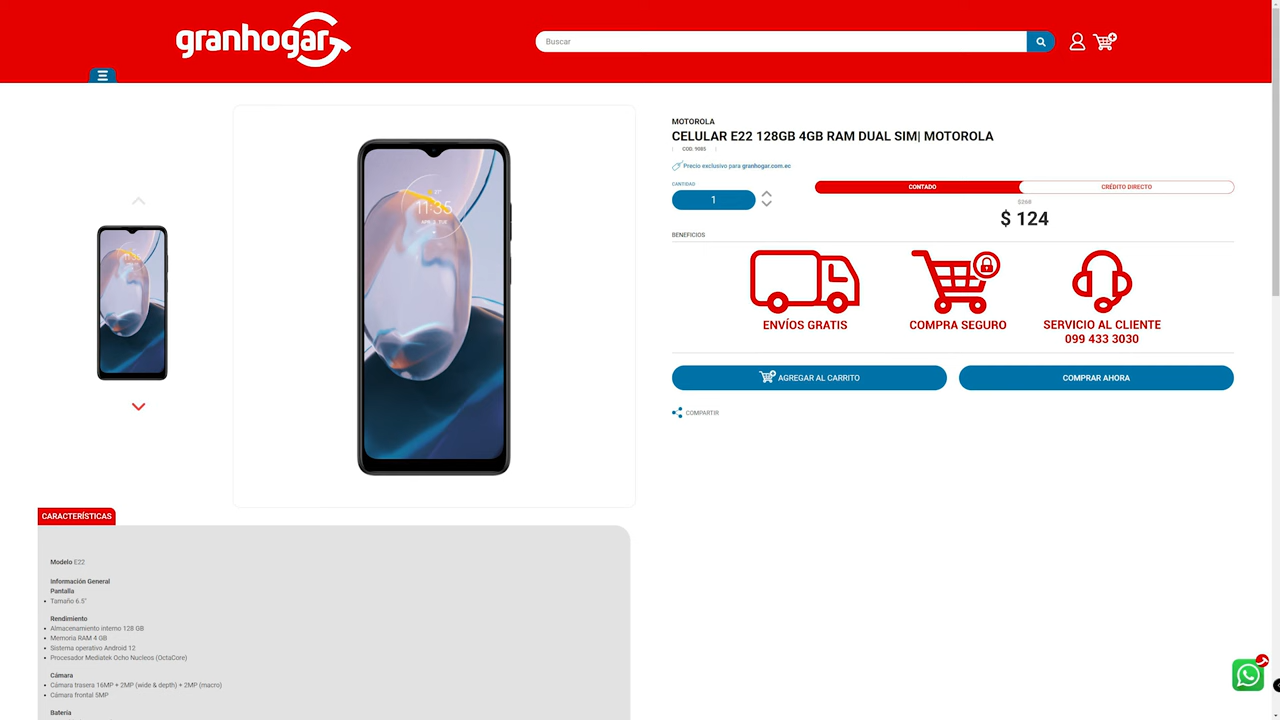 granhogar
Buscar
MOTOROLA
CELULAR E22 128GB 4GB RAM DUAL SIM| MOTOROLA
| COD. 9085 |
Precio exclusivo para granhogar.com.ec
CANTIDAD
1
CONTADO
CRÉDITO DIRECTO
$268
$ 124
BENEFICIOS
ENVÍOS GRATIS
COMPRA SEGURO
SERVICIO AL CLIENTE
099 433 3030
AGREGAR AL CARRITO
COMPRAR AHORA
COMPARTIR
11:35
CARACTERÍSTICAS
Modelo E22
Información General
Pantalla
• Tamaño 6.5"
Rendimiento
• Almacenamiento interno 128 GB
• Memoria RAM 4 GB
• Sistema operativo Android 12
• Procesador Mediatek Ocho Nucleos (OctaCore)
Cámara
• Cámara trasera 16MP + 2MP (wide & depth) + 2MP (macro)
• Cámara frontal 5MP
Batería